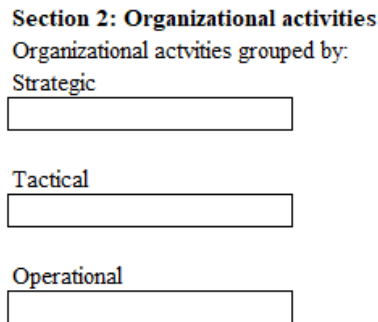 Section 2: Organizational activities
Organizational actvities grouped by:
Strategic
Tactical
Operational